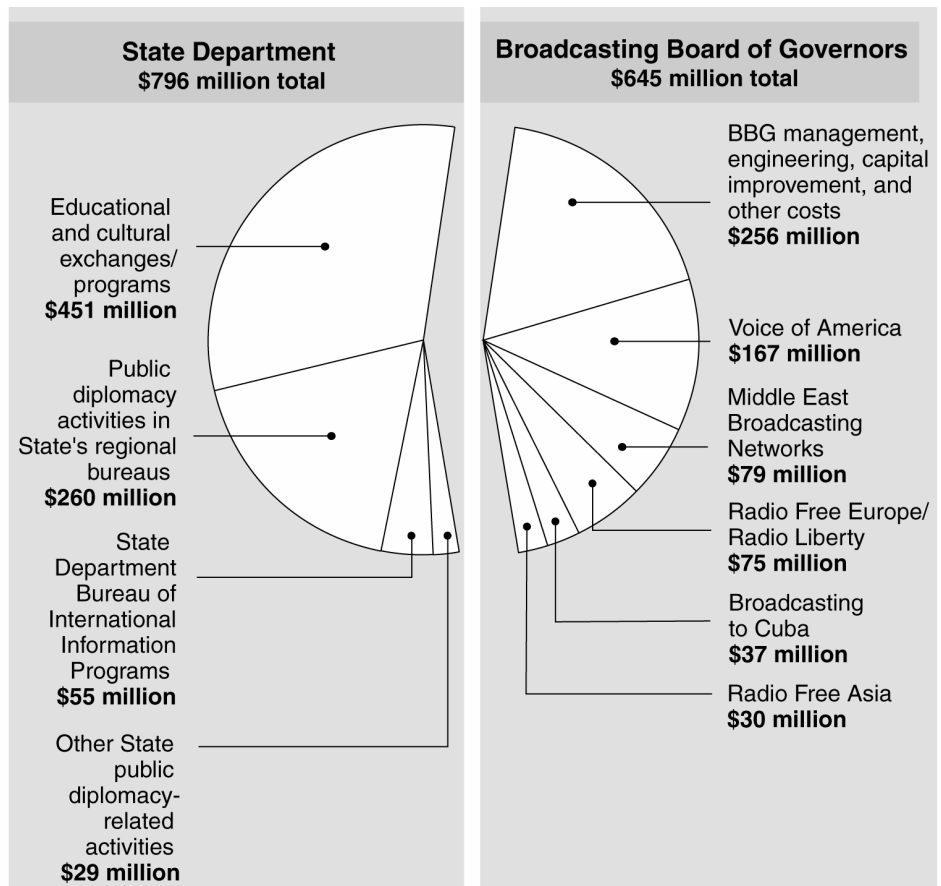 State Department
$796 million total
Educational
and cultural
exchanges/
programs
$451 million
Public
diplomacy
activities in
State's regional
bureaus
$260 million
State
Department
Bureau of
International
Information
Programs
$55 million
Other State
public
diplomacy-
related
activities
$29 million
Broadcasting Board of Governors
$645 million total
BBG management,
engineering, capital
improvement, and
other costs
$256 million
Voice of America
$167 million
Middle East
Broadcasting
Networks
$79 million
Radio Free Europe/
Radio Liberty
$75 million
Broadcasting
to Cuba
$37 million
Radio Free Asia
$30 million